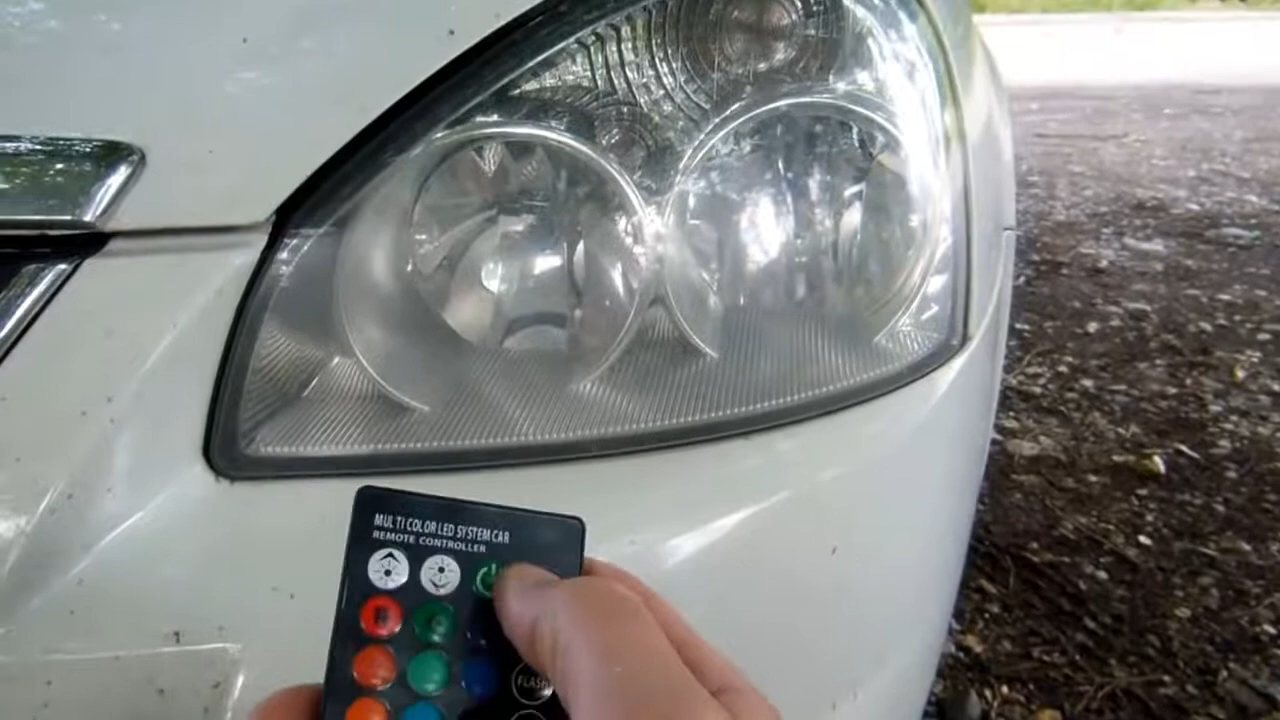 MULTI COLOR LED SYSTEM CAR
REMOTE CONTROLLER
R
G
FLASH